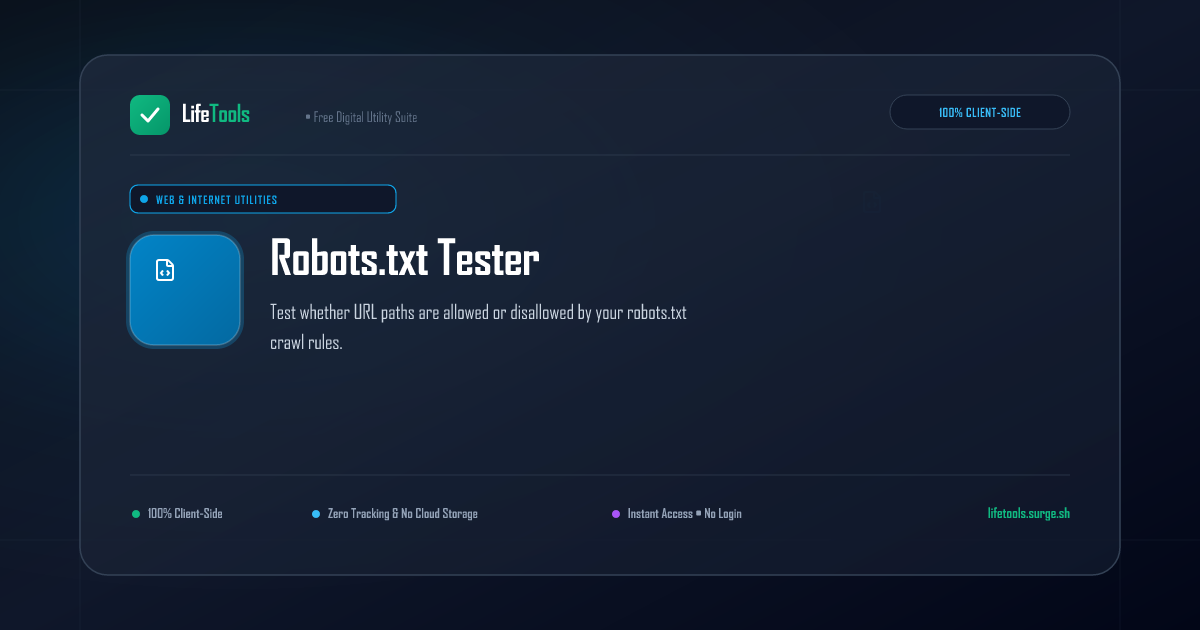 LifeTools
• Free Digital Utility Suite
100% CLIENT-SIDE
WEB & INTERNET UTILITIES
Robots.txt Tester
Test whether URL paths are allowed or disallowed by your robots.txt
crawl rules.
100% Client-Side
Zero Tracking & No Cloud Storage
Instant Access • No Login
lifetools.surge.sh